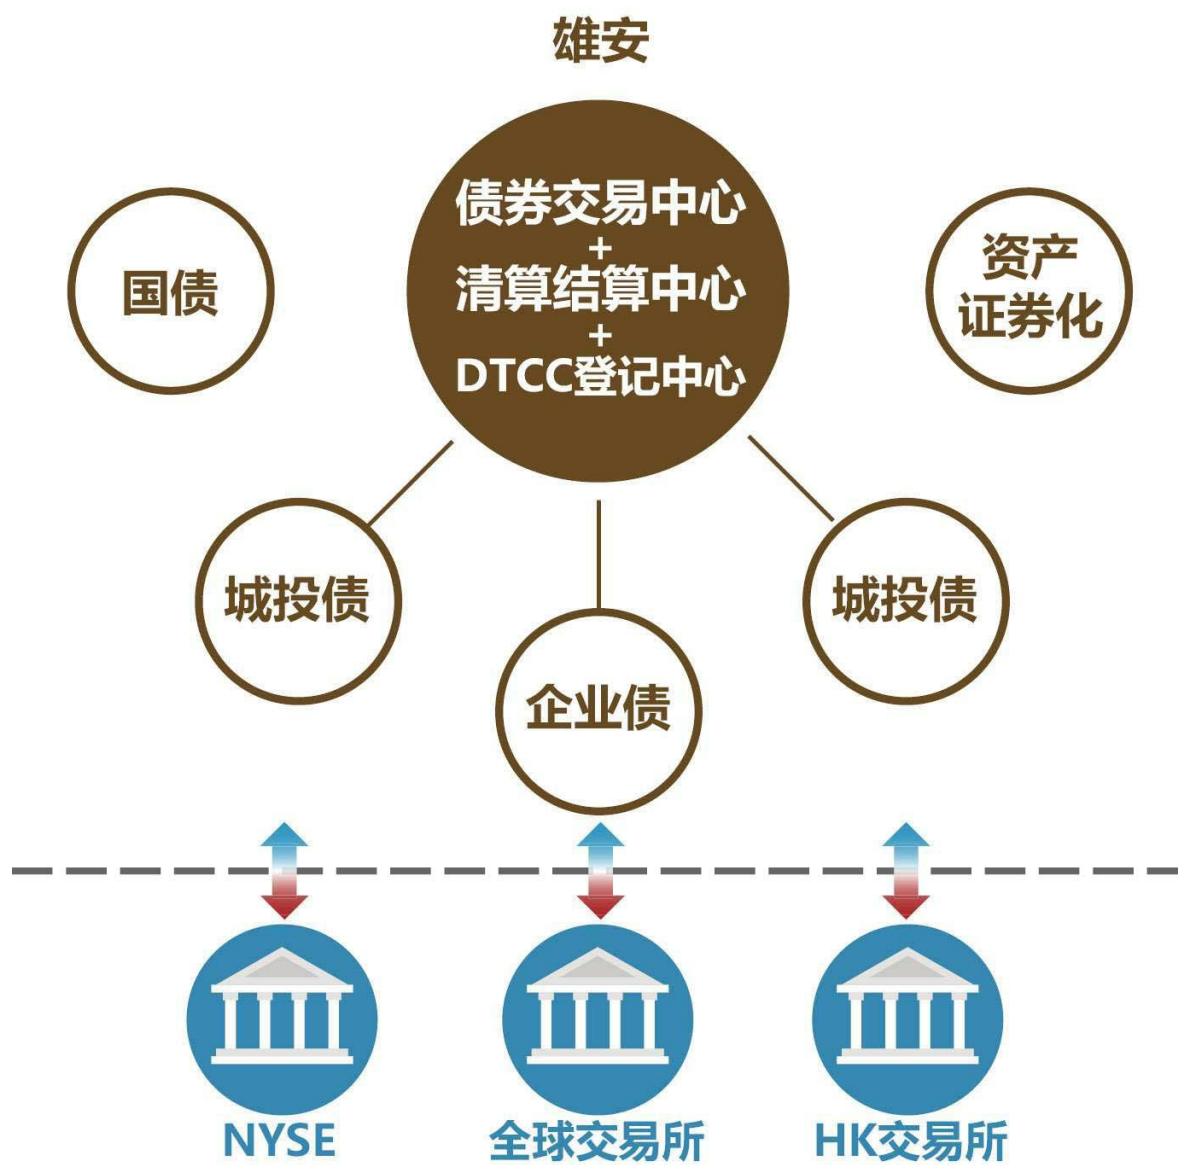 雄安
债券交易中心
+
清算结算中心
+
DTCC登记中心
国债
资产
证券化
城投债
企业债
城投债
NYSE
全球交易所
HK交易所